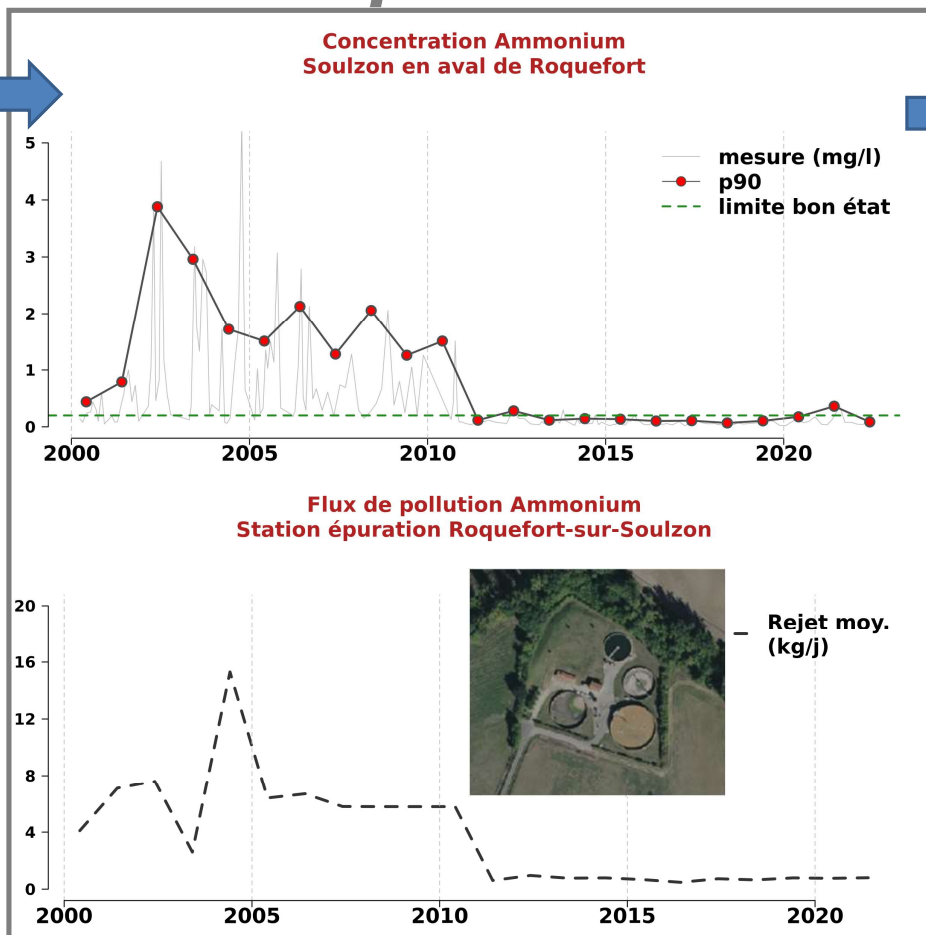 Concentration Ammonium
Soulzon en aval de Roquefort
5
4
3
2
1
0
mesure (mg/l)
p90
limite bon état
2000
2005
2010
2015
2020
Flux de pollution Ammonium
Station épuration Roquefort-sur-Soulzon
20
16
12
8
4
0
Rejet moy.
(kg/j)
2000
2005
2010
2015
2020